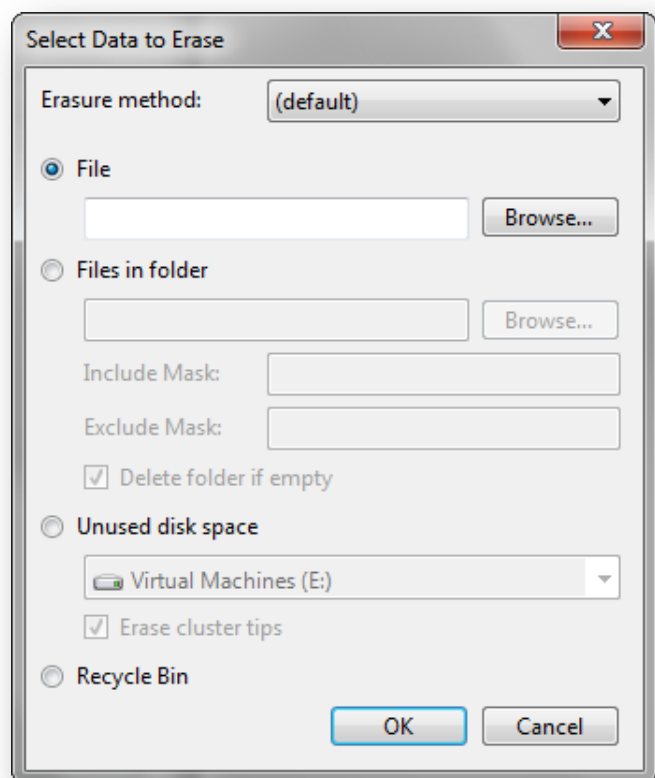 Select Data to Erase
Erasure method: (default)
File
Browse...
Files in folder
Browse...
Include Mask:
Exclude Mask:
Delete folder if empty
Unused disk space
Virtual Machines (E:)
Erase cluster tips
Recycle Bin
OK Cancel